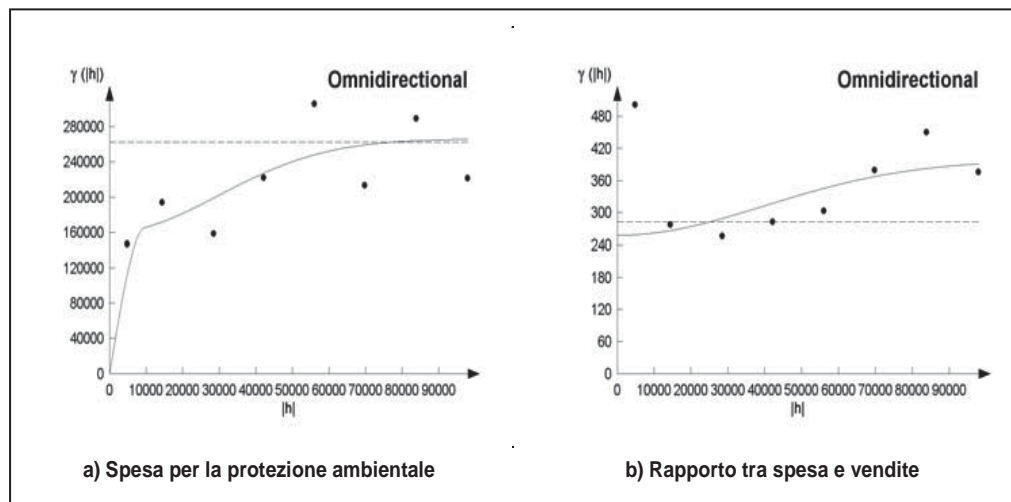 γ (|h|)
Omnidirectional
280000
240000
200000
160000
120000
80000
40000
0
0 10000 20000 30000 40000 50000 60000 70000 80000 90000
|h|
a) Spesa per la protezione ambientale
γ (|h|)
Omnidirectional
480
420
360
300
240
180
120
60
0
0 10000 20000 30000 40000 50000 60000 70000 80000 90000
|h|
b) Rapporto tra spesa e vendite